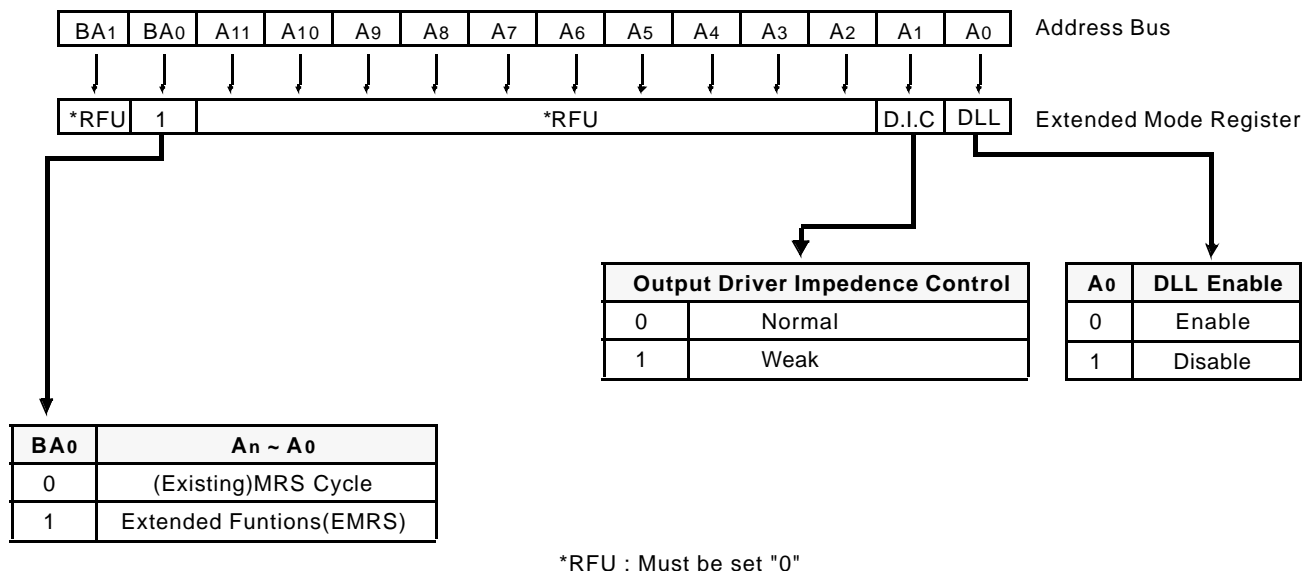 BA1 BA0 A11 A10 A9 A8 A7 A6 A5 A4 A3 A2 A1 A0 Address Bus
*RFU 1 *RFU D.I.C DLL Extended Mode Register
Output Driver Impedence Control
0 Normal
1 Weak
A0 DLL Enable
0 Enable
1 Disable
BA0 An ~ A0
0 (Existing)MRS Cycle
1 Extended Funtions(EMRS)
*RFU : Must be set "0"